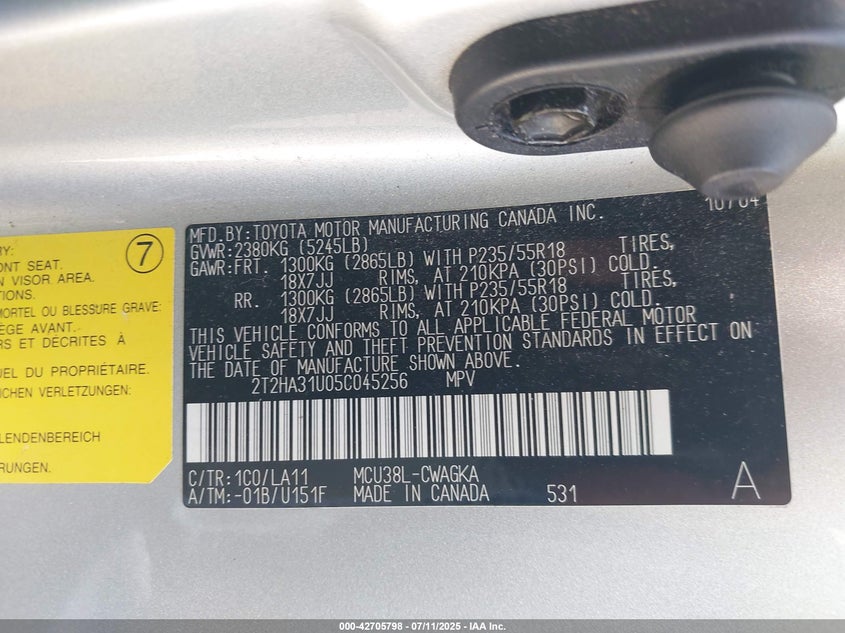 7
ONT SEAT.
N VISOR AREA.
TIONS.
MORTEL OU BLESSURE GRAVE:
ÈGE AVANT.
RS ET DÉCRITES À
UEL DU PROPRIÉTAIRE.
ICHEN VERLETZUNGEN:
LENDENBEREICH
RUNGEN.
10/04
MFD.BY:TOYOTA MOTOR MANUFACTURING CANADA INC.
GVWR:2380KG (5245LB)
GAWR:FRT. 1300KG (2865LB) WITH P235/55R18 TIRES,
18X7JJ RIMS, AT 210KPA (30PSI) COLD.
RR. 1300KG (2865LB) WITH P235/55R18 TIRES,
18X7JJ RIMS, AT 210KPA (30PSI) COLD.
THIS VEHICLE CONFORMS TO ALL APPLICABLE FEDERAL MOTOR
VEHICLE SAFETY AND THEFT PREVENTION STANDARDS IN EFFECT ON
THE DATE OF MANUFACTURE SHOWN ABOVE.
2T2HA31U05C045256 MPV
C/TR:1C0/LA11 MCU38L-CWAGKA
A/TM:-01B/U151F MADE IN CANADA 531 A
000-42705798 - 07/11/2025 - IAA Inc.